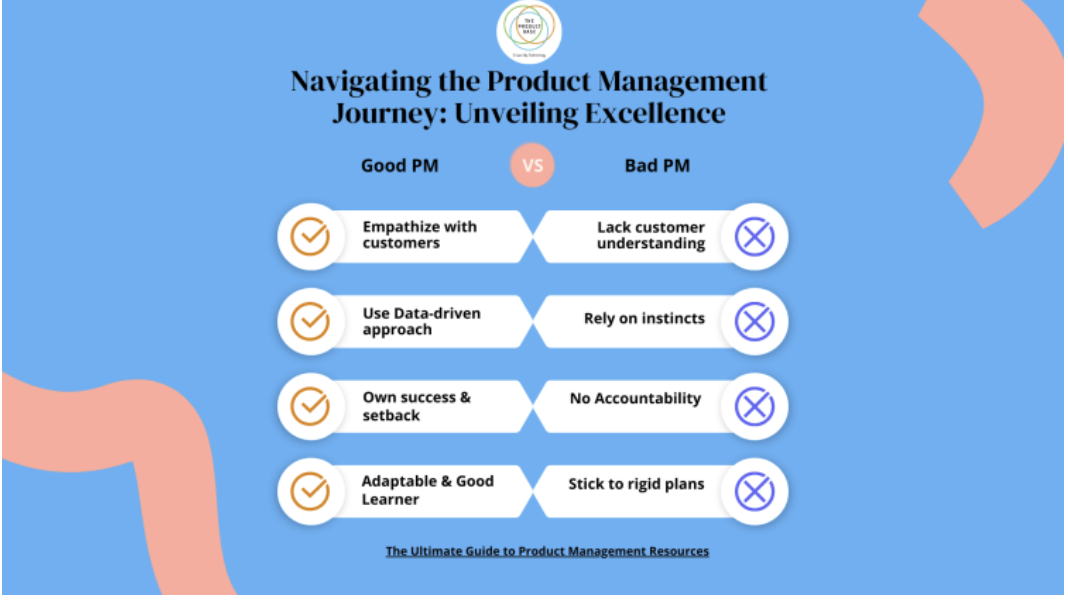 THE
PRODUCT
BASE
Navigating the Product Management
Journey: Unveiling Excellence
Good PM
VS
Bad PM
Empathize with
customers
Lack customer
understanding
Use Data-driven
approach
Rely on instincts
Own success &
setback
No Accountability
Adaptable & Good
Learner
Stick to rigid plans
The Ultimate Guide to Product Management Resources